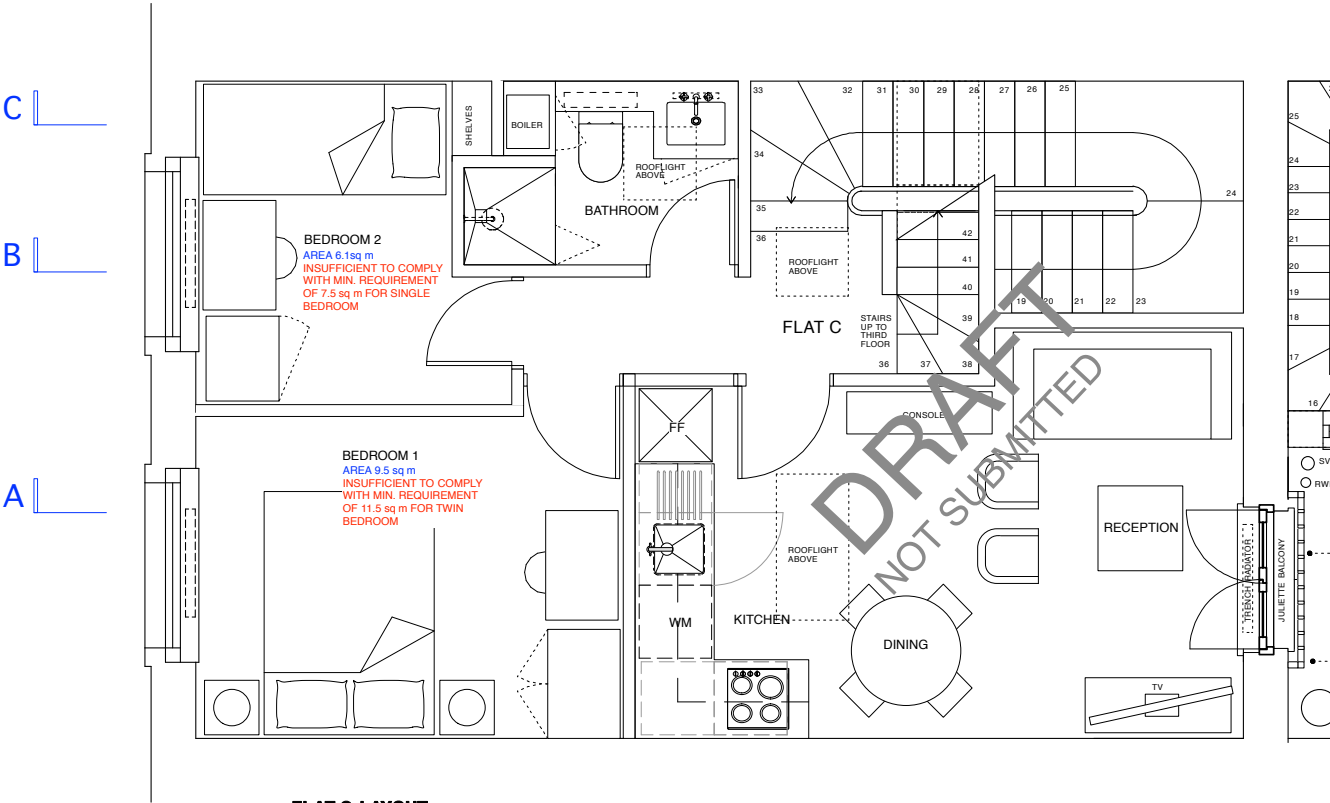 C
B
A
SHELVES
BOILER
ROOFLIGHT
ABOVE
BATHROOM
BEDROOM 2
AREA 6.1sq m
INSUFFICIENT TO COMPLY
WITH MIN. REQUIREMENT
OF 7.5 sq m FOR SINGLE
BEDROOM
33
32
31
30
29
28
27
26
25
34
35
36
24
ROOFLIGHT
ABOVE
42
41
40
39
38
37
36
19
20
21
22
23
FLAT C
STAIRS
UP TO
THIRD
FLOOR
25
24
23
22
21
20
19
18
17
16
BEDROOM 1
AREA 9.5 sq m
INSUFFICIENT TO COMPLY
WITH MIN. REQUIREMENT
OF 11.5 sq m FOR TWIN
BEDROOM
FF
CONSOLE
DRAFT
NOT SUBMITTED
ROOFLIGHT
ABOVE
WM
KITCHEN
DINING
RECEPTION
TRENCH RADIATOR
JULIETTE BALCONY
TV
SV
RW